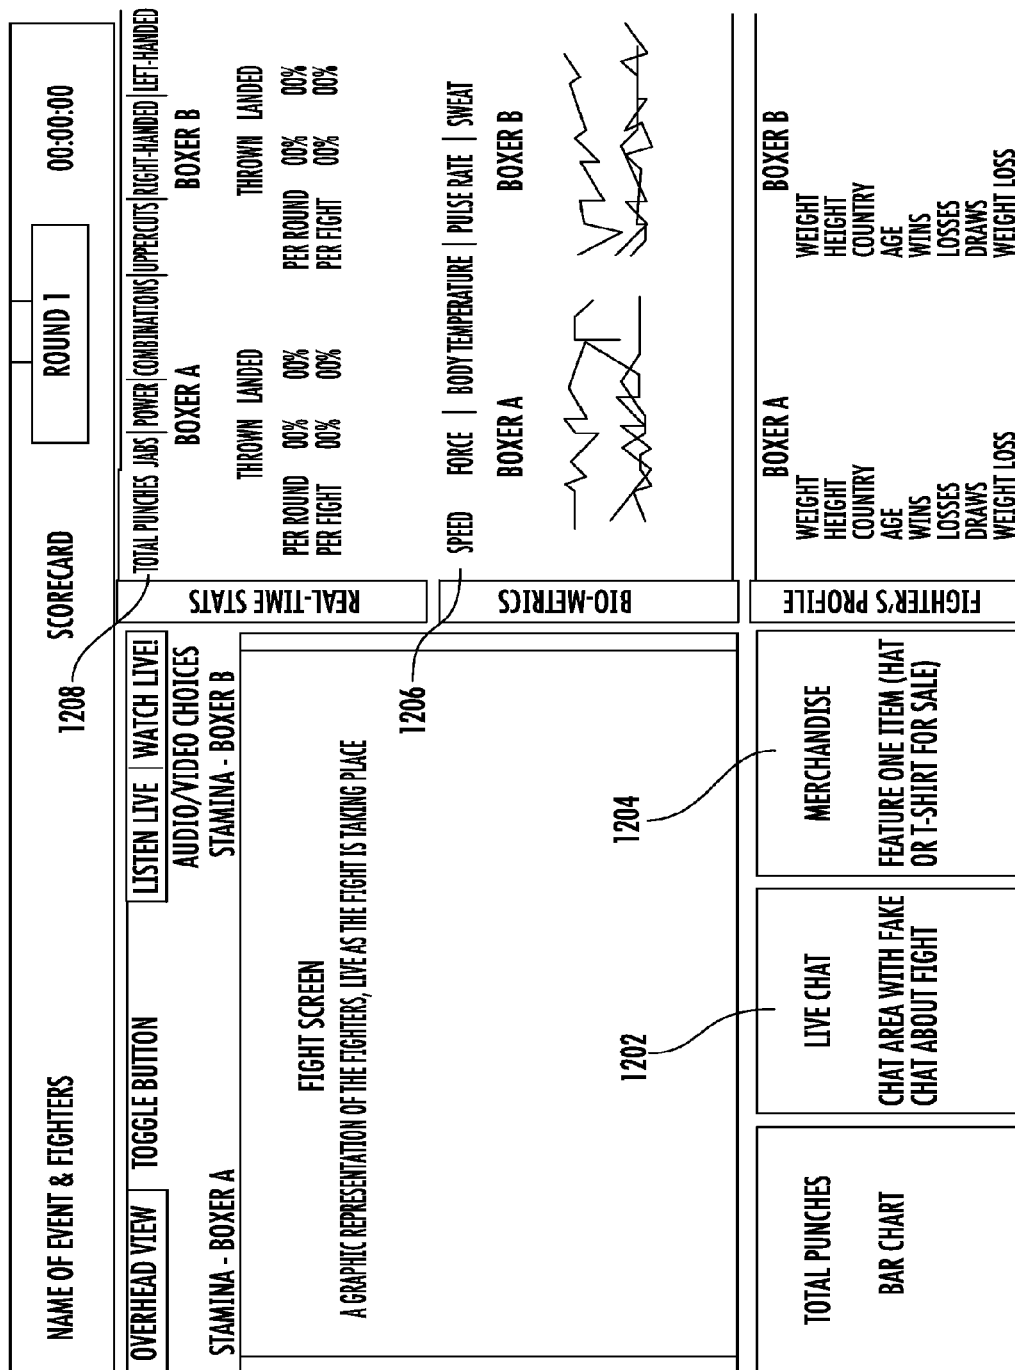 NAME OF EVENT & FIGHTERS
SCORECARD
ROUND 1
00:00:00
OVERHEAD VIEW
TOGGLE BUTTON
LISTEN LIVE | WATCH LIVE!
AUDIO/VIDEO CHOICES
STAMINA - BOXER A
STAMINA - BOXER B
FIGHT SCREEN
A GRAPHIC REPRESENTATION OF THE FIGHTERS, LIVE AS THE FIGHT IS TAKING PLACE
1208
REAL-TIME STATS
TOTAL PUNCHES JABS | POWER | COMBINATIONS | UPPERCUTS | RIGHT-HANDED | LEFT-HANDED
BOXER A
BOXER B
THROWN LANDED
THROWN LANDED
PER ROUND 00% 00%
PER FIGHT 00% 00%
PER ROUND 00% 00%
PER FIGHT 00% 00%
1206
BIO-METRICS
SPEED FORCE | BODY TEMPERATURE | PULSE RATE | SWEAT
BOXER A
BOXER B
TOTAL PUNCHES
BAR CHART
1202
LIVE CHAT
CHAT AREA WITH FAKE
CHAT ABOUT FIGHT
1204
MERCHANDISE
FEATURE ONE ITEM (HAT
OR T-SHIRT FOR SALE)
FIGHTER'S PROFILE
BOXER A
WEIGHT
HEIGHT
COUNTRY
AGE
WINS
LOSSES
DRAWS
WEIGHT LOSS
BOXER B
WEIGHT
HEIGHT
COUNTRY
AGE
WINS
LOSSES
DRAWS
WEIGHT LOSS